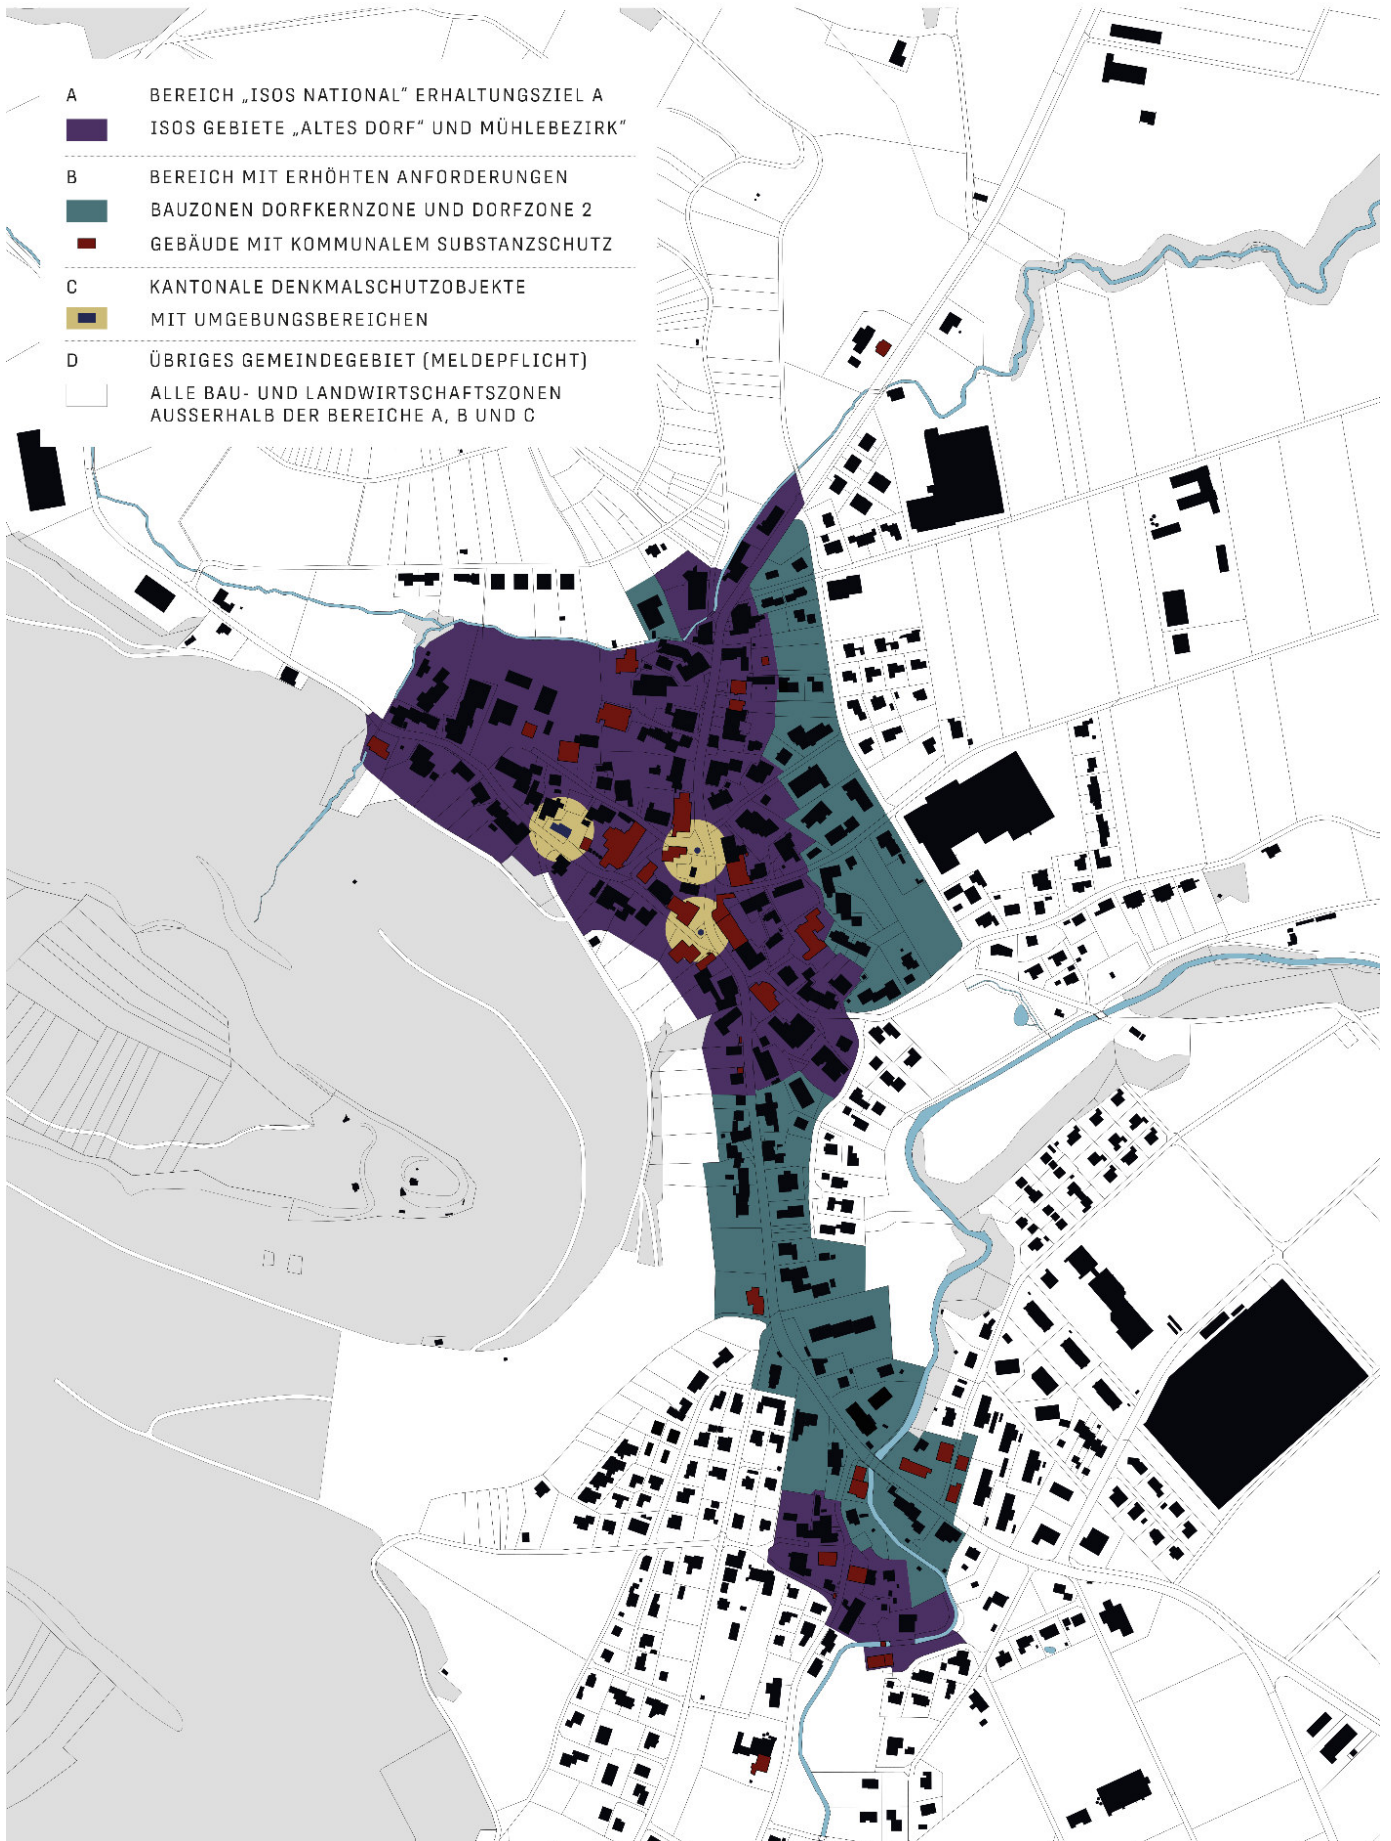 A BEREICH „ISOS NATIONAL“ ERHALTUNGSZIEL A
ISOS GEBIETE „ALTES DORF“ UND MÜHLEBEZIRK“
B BEREICH MIT ERHÖHTEN ANFORDERUNGEN
BAUZONEN DORFKERNZONE UND DORFZONE 2
GEBÄUDE MIT KOMMUNALEM SUBSTANZSCHUTZ
C KANTONALE DENKMALSCHUTZOBJEKTE
MIT UMGEBUNGSBEREICHEN
D ÜBRIGES GEMEINDEGEBIET (MELDEPFLICHT)
ALLE BAU- UND LANDWIRTSCHAFTSZONEN
AUSSERHALB DER BEREICHE A, B UND C